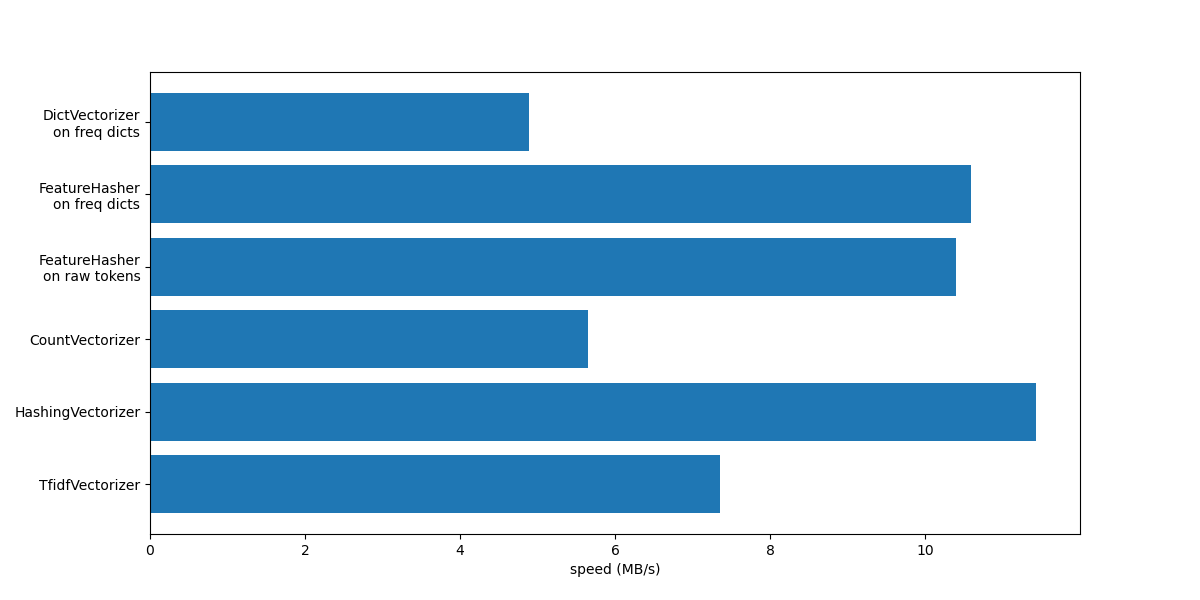 DictVectorizer
on freq dicts
FeatureHasher
on freq dicts
FeatureHasher
on raw tokens
CountVectorizer
HashingVectorizer
TfidfVectorizer
0 2 4 6 8 10
speed (MB/s)